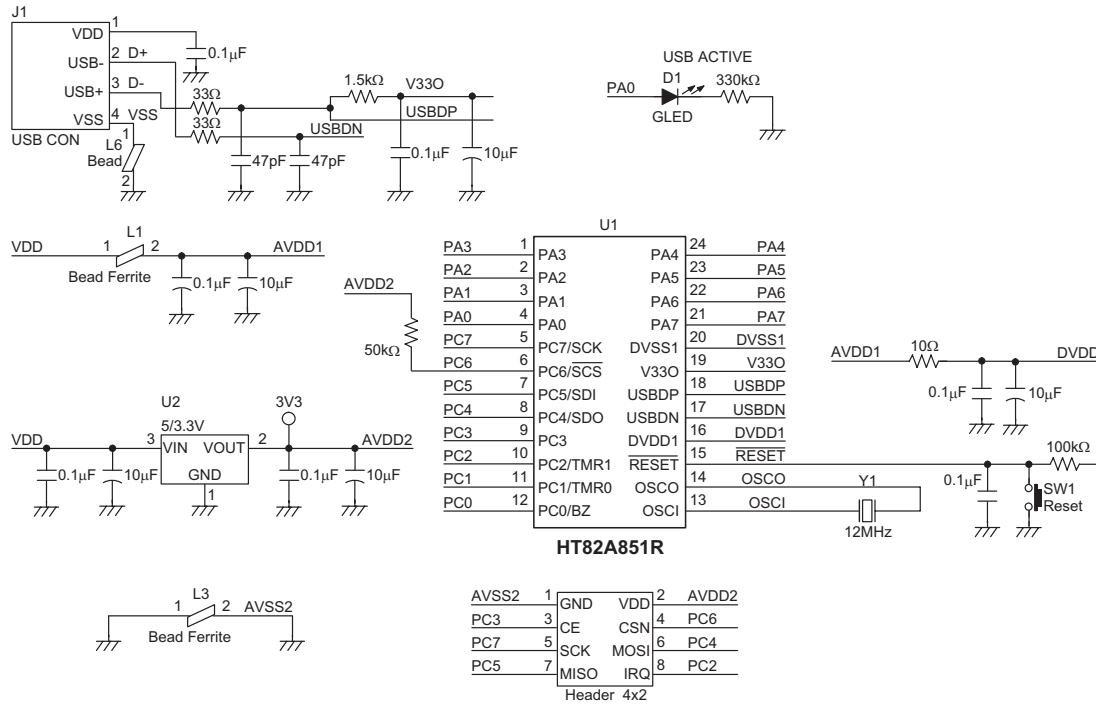 J1
VDD 1
USB- 2 D+
USB+ 3 D-
VSS 4 VSS
USB CON
0.1µF
33Ω
33Ω
1
L6
Bead
2
1.5kΩ
V33O
USBDP
USBDN
47pF
47pF
0.1µF
10µF
USB ACTIVE
PA0
D1
GLED
330kΩ
VDD
1
L1
2
AVDD1
Bead Ferrite
0.1µF
10µF
AVDD2
50kΩ
U1
PA3 1 PA3
PA2 2 PA2
PA1 3 PA1
PA0 4 PA0
PC7 5 PC7/SCK
PC6 6 PC6/SCS
PC5 7 PC5/SDI
PC4 8 PC4/SDO
PC3 9 PC3
PC2 10 PC2/TMR1
PC1 11 PC1/TMR0
PC0 12 PC0/BZ
PA4 24 PA4
PA5 23 PA5
PA6 22 PA6
PA7 21 PA7
DVSS1 20 DVSS1
V33O 19 V33O
USBDP 18 USBDP
USBDN 17 USBDN
DVDD1 16 DVDD1
RESET 15 RESET
OSCO 14 OSCO
OSCI 13 OSCI
HT82A851R
Y1
12MHz
AVDD1
10Ω
DVDD
0.1µF
10µF
100kΩ
0.1µF
SW1
Reset
U2
5/3.3V
VDD
3 VIN VOUT 2
GND
1
3V3
AVDD2
0.1µF
10µF
0.1µF
10µF
L3
1 2 AVSS2
Bead Ferrite
AVSS2 1 GND VDD 2 AVDD2
PC3 3 CE CSN 4 PC6
PC7 5 SCK MOSI 6 PC4
PC5 7 MISO IRQ 8 PC2
Header 4x2